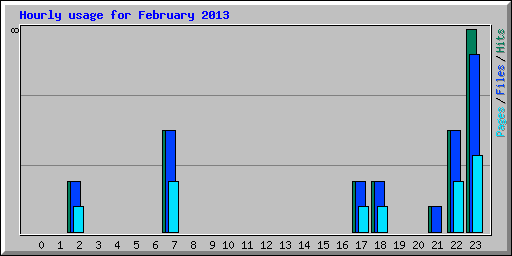 Hourly usage for February 2013
8
Pages/Files/Hits
0 1 2 3 4 5 6 7 8 9 10 11 12 13 14 15 16 17 18 19 20 21 22 23